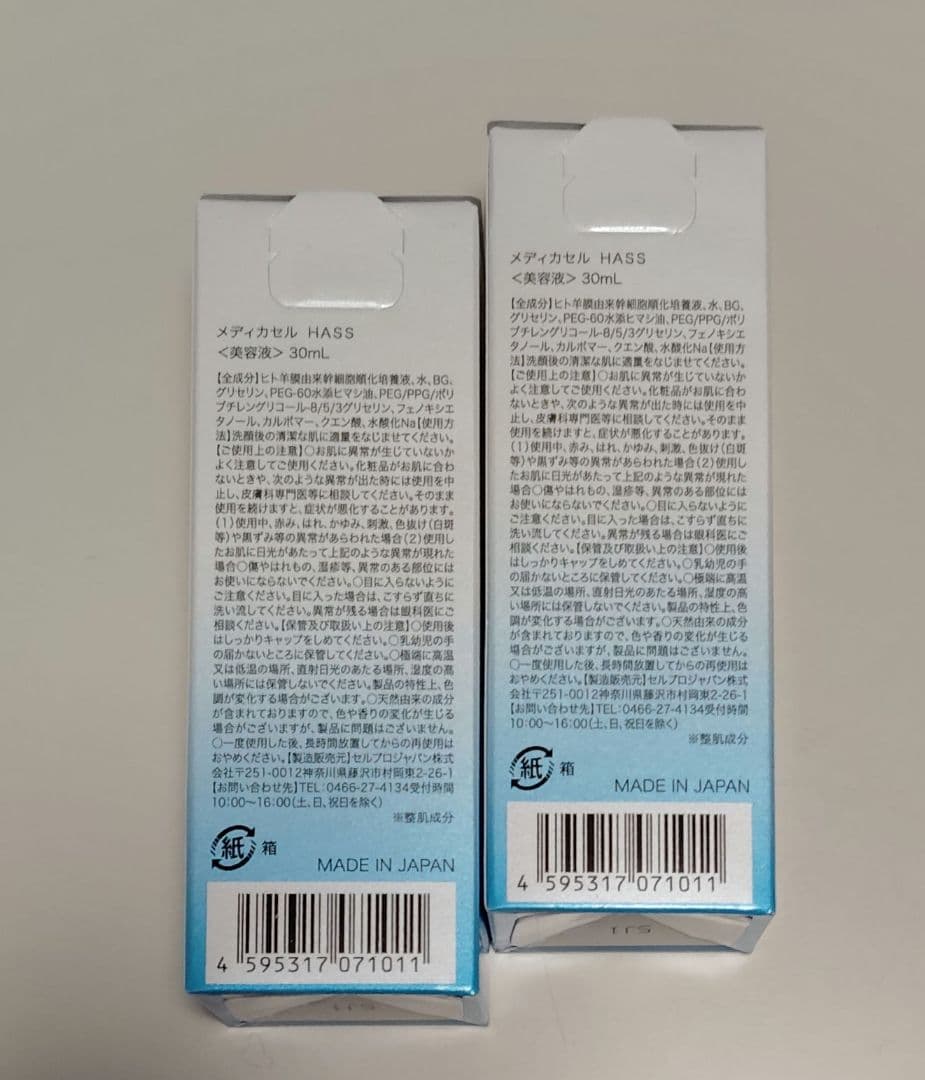 メディカセル HASS
＜美容液＞ 30mL
【全成分】ヒト羊膜由来幹細胞順化培養液、水、BG、
グリセリン、PEG-60水添ヒマシ油、PEG/PPG/ポリ
ブチレングリコール-8/5/3グリセリン、フェノキシエ
タノール、カルボマー、クエン酸、水酸化Na【使用方
法】洗顔後の清潔な肌に適量をなじませてください。
【ご使用上の注意】○お肌に異常が生じていないか
よく注意してご使用ください。化粧品がお肌に合わ
ないときや、次のような異常が出た時には使用を中
止し、皮膚科専門医等に相談してください。そのまま
使用を続けますと、症状が悪化することがあります。
(1)使用中、赤み、はれ、かゆみ、刺激、色抜け(白斑
等)や黒ずみ等の異常があらわれた場合(2)使用し
たお肌に日光があたって上記のような異常が現れた
場合○傷やはれもの、湿疹等、異常のある部位には
お使いにならないでください。○目に入らないように
ご注意ください。目に入った場合は、こすらず直ちに
洗い流してください。異常が残る場合は眼科医にご
相談ください。【保管及び取扱い上の注意】○使用後
はしっかりキャップをしめてください。○乳幼児の手
の届かないところに保管してください。○極端に高温
又は低温の場所、直射日光のあたる場所、湿度の高
い場所には保管しないでください。製品の特性上、色
調が変化する場合がございます。○天然由来の成分
が含まれておりますので、色や香りの変化が生じる
場合がございますが、製品に問題はございません。
○一度使用した後、長時間放置してからの再使用は
おやめください。【製造販売元】セルプロジャパン株式
会社〒251-0012神奈川県藤沢市村岡東2-26-1
【お問い合わせ先】TEL:0466-27-4134受付時間
10:00〜16:00(土、日、祝日を除く)
※整肌成分
紙 箱
MADE IN JAPAN
4 595317 071011
メディカセル HASS
＜美容液＞ 30mL
【全成分】ヒト羊膜由来幹細胞順化培養液、水、BG、
グリセリン、PEG-60水添ヒマシ油、PEG/PPG/ポリ
ブチレングリコール-8/5/3グリセリン、フェノキシエ
タノール、カルボマー、クエン酸、水酸化Na【使用方
法】洗顔後の清潔な肌に適量をなじませてください。
【ご使用上の注意】○お肌に異常が生じていないか
よく注意してご使用ください。化粧品がお肌に合わ
ないときや、次のような異常が出た時には使用を中
止し、皮膚科専門医等に相談してください。そのまま
使用を続けますと、症状が悪化することがあります。
(1)使用中、赤み、はれ、かゆみ、刺激、色抜け(白斑
等)や黒ずみ等の異常があらわれた場合(2)使用し
たお肌に日光があたって上記のような異常が現れた
場合○傷やはれもの、湿疹等、異常のある部位には
お使いにならないでください。○目に入らないように
ご注意ください。目に入った場合は、こすらず直ちに
洗い流してください。異常が残る場合は眼科医にご
相談ください。【保管及び取扱い上の注意】○使用後
はしっかりキャップをしめてください。○乳幼児の手
の届かないところに保管してください。○極端に高温
又は低温の場所、直射日光のあたる場所、湿度の高
い場所には保管しないでください。製品の特性上、色
調が変化する場合がございます。○天然由来の成分
が含まれておりますので、色や香りの変化が生じる
場合がございますが、製品に問題はございません。
○一度使用した後、長時間放置してからの再使用は
おやめください。【製造販売元】セルプロジャパン株式
会社〒251-0012神奈川県藤沢市村岡東2-26-1
【お問い合わせ先】TEL:0466-27-4134受付時間
10:00〜16:00(土、日、祝日を除く)
※整肌成分
紙 箱
MADE IN JAPAN
4 595317 071011